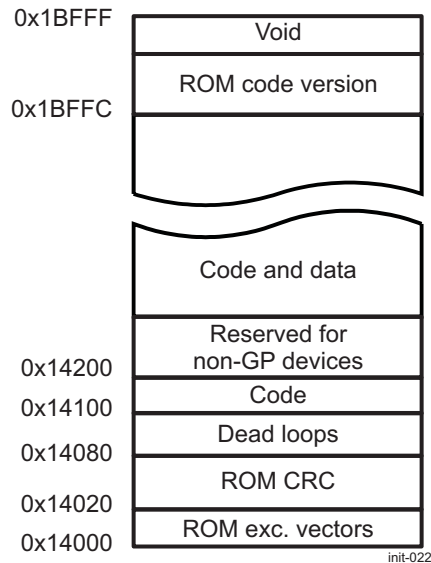 0x1BFFF
Void
ROM code version
0x1BFFC
Code and data
Reserved for
non-GP devices
0x14200
Code
0x14100
Dead loops
0x14080
ROM CRC
0x14020
ROM exc. vectors
0x14000
init-022